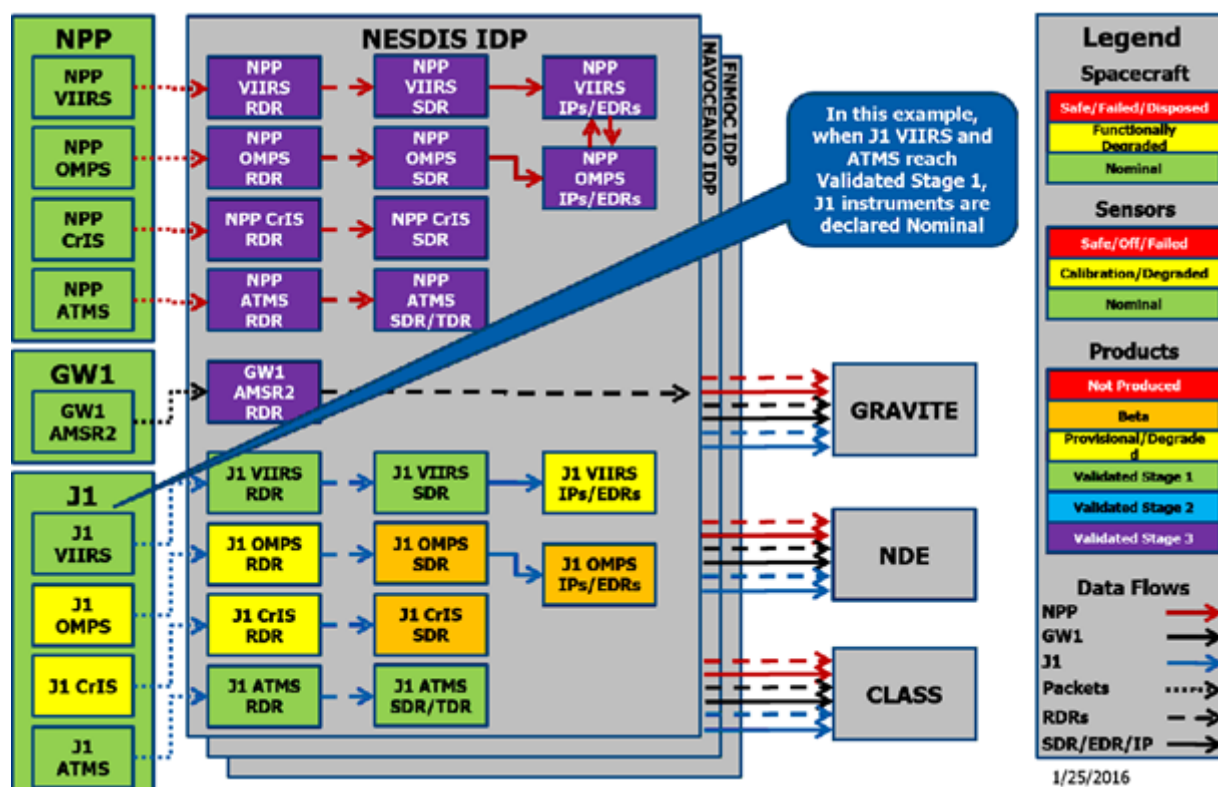 NPP
NPP
VIIRS
NPP
OMPS
NPP
CrIS
NPP
ATMS
GW1
GW1
AMSR2
J1
J1
VIIRS
J1
OMPS
J1 CrIS
J1
ATMS
NESDIS IDP
NPP
VIIRS
RDR
NPP
VIIRS
SDR
NPP
VIIRS
IPs/EDRs
NPP
OMPS
RDR
NPP
OMPS
SDR
NPP
OMPS
IPs/EDRs
NPP CrIS
RDR
NPP CrIS
SDR
NPP
ATMS
RDR
NPP
ATMS
SDR/TDR
GW1
AMSR2
RDR
J1 VIIRS
RDR
J1 VIIRS
SDR
J1 VIIRS
IPs/EDRs
J1 OMPS
RDR
J1 OMPS
SDR
J1 OMPS
IPs/EDRs
J1 CrIS
RDR
J1 CrIS
SDR
J1 ATMS
RDR
J1 ATMS
SDR/TDR
NAVOCEANO IDP
FNMOC IDP
In this example,
when J1 VIIRS and
ATMS reach
Validated Stage 1,
J1 instruments are
declared Nominal
GRAVITE
NDE
CLASS
Legend
Spacecraft
Safe/Failed/Disposed
Functionally
Degraded
Nominal
Sensors
Safe/Off/Failed
Calibration/Degraded
Nominal
Products
Not Produced
Beta
Provisional/Degrade
d
Validated Stage 1
Validated Stage 2
Validated Stage 3
Data Flows
NPP
GW1
J1
Packets
RDRs
SDR/EDR/IP
1/25/2016